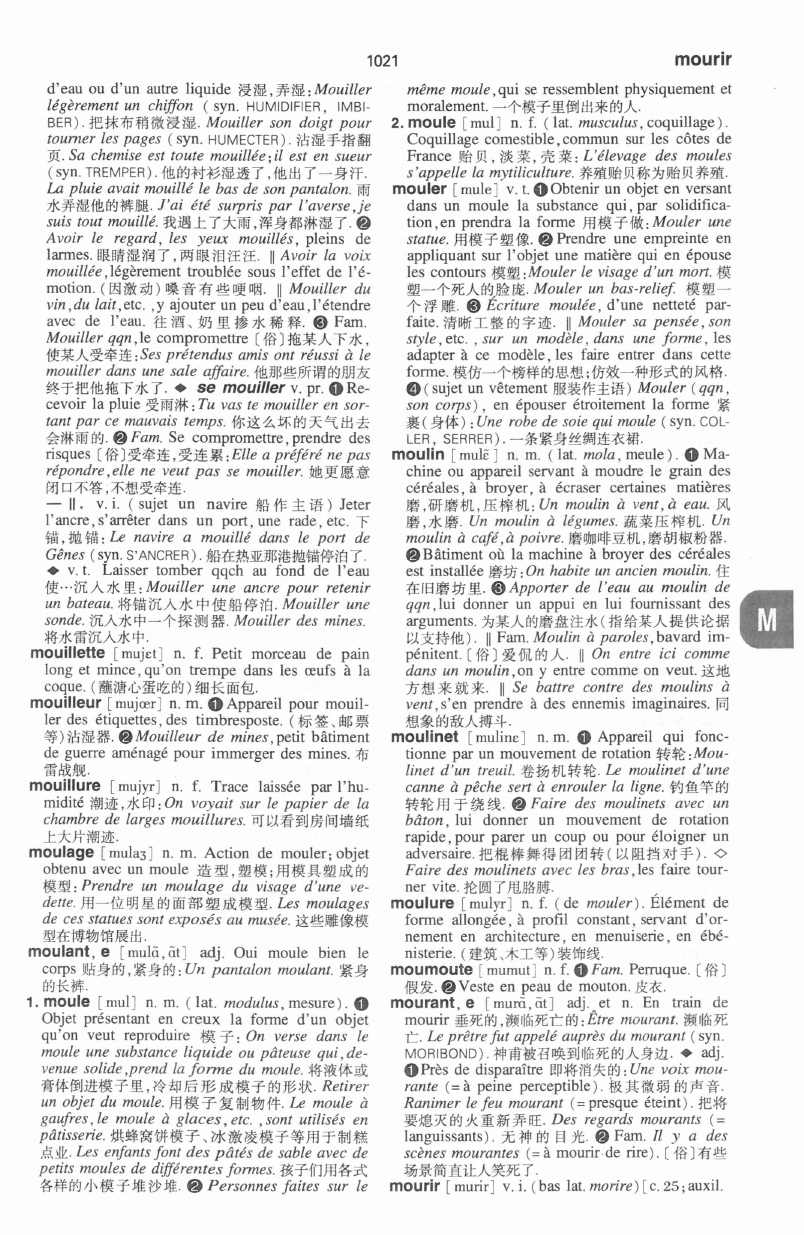 1021
mourir
d'eau ou d'un autre liquide 浸湿,弄湿:Mouiller
légèrement un chiffon ( syn. HUMIDIFIER, IMBI-
BER). 把抹布稍微浸湿. Mouiller son doigt pour
tourner les pages ( syn. HUMECTER). 沾湿手指翻
页. Sa chemise est toute mouillée;il est en sueur
( syn. TREMPER). 他的衬衫湿透了,他出了一身汗.
La pluie avait mouillé le bas de son pantalon. 雨
水弄湿他的裤腿. J'ai été surpris par l'averse,je
suis tout mouillé. 我遇上了大雨,浑身都淋湿了. ❷
Avoir le regard, les yeux mouillés, pleins de
larmes. 眼睛湿润了,两眼泪汪汪. ‖ Avoir la voix
mouillée,légèrement troublée sous l'effet de l'é-
motion. (因激动)嗓音有些哽咽. ‖ Mouiller du
vin,du lait,etc. ,y ajouter un peu d'eau,l'étendre
avec de l'eau. 往酒、奶里掺水稀释. ❸ Fam.
Mouiller qqn,le compromettre〔俗〕拖某人下水,
使某人受牵连:Ses prétendus amis ont réussi à le
mouiller dans une sale affaire. 他那些所谓的朋友
终于把他拖下水了. ◆ se mouiller v. pr. ❶ Re-
cevoir la pluie 受雨淋:Tu vas te mouiller en sor-
tant par ce mauvais temps. 你这么坏的天气出去
会淋雨的. ❷ Fam. Se compromettre,prendre des
risques〔俗〕受牵连,受连累:Elle a préféré ne pas
répondre,elle ne veut pas se mouiller. 她更愿意
闭口不答,不想受牵连.
— Ⅱ. v. i. ( sujet un navire 船作主语) Jeter
l'ancre,s'arrêter dans un port,une rade, etc. 下
锚,抛锚:Le navire a mouillé dans le port de
Gênes (syn. S'ANCRER). 船在热亚那港抛锚停泊了.
◆ v. t. Laisser tomber qqch au fond de l'eau
使…沉入水里:Mouiller une ancre pour retenir
un bateau. 将锚沉入水中使船停泊. Mouiller une
sonde. 沉入水中一个探测器. Mouiller des mines.
将水雷沉入水中.
mouillette [mujɛt] n. f. Petit morceau de pain
long et mince,qu'on trempe dans les œufs à la
coque. (蘸溏心蛋吃的)细长面包.
mouilleur [mujœr] n. m. ❶ Appareil pour mouil-
ler des étiquettes,des timbresposte. (标签、邮票
等)沾湿器. ❷ Mouilleur de mines,petit bâtiment
de guerre aménagé pour immerger des mines. 布
雷战舰.
mouillure [mujyr] n. f. Trace laissée par l'hu-
midité 潮迹,水印:On voyait sur le papier de la
chambre de larges mouillures. 可以看到房间墙纸
上大片潮迹.
moulage [mulaʒ] n. m. Action de mouler;objet
obtenu avec un moule 造型,塑模;用模具塑成的
模型:Prendre un moulage du visage d'une ve-
dette. 用一位明星的面部塑成模型. Les moulages
de ces statues sont exposés au musée. 这些雕像模
型在博物馆展出.
moulant, e [mulɑ̃,ɑ̃t] adj. Oui moule bien le
corps 贴身的,紧身的:Un pantalon moulant. 紧身
的长裤.
1. moule [mul] n. m. ( lat. modulus,mesure). ❶
Objet présentant en creux la forme d'un objet
qu'on veut reproduire 模子: On verse dans le
moule une substance liquide ou pâteuse qui,de-
venue solide,prend la forme du moule. 将液体或
膏体倒进模子里,冷却后形成模子的形状. Retirer
un objet du moule. 用模子复制物件. Le moule à
gaufres,le moule à glaces,etc. ,sont utilisés en
pâtisserie. 烘蜂窝饼模子、冰激凌模子等用于制糕
点业. Les enfants font des pâtés de sable avec de
petits moules de différentes formes. 孩子们用各式
各样的小模子堆沙堆. ❷ Personnes faites sur le
même moule,qui se ressemblent physiquement et
moralement. 一个模子里倒出来的人.
2. moule [mul] n. f. ( lat. musculus,coquillage).
Coquillage comestible,commun sur les côtes de
France 贻贝,淡菜,壳菜:L'élevage des moules
s'appelle la mytiliculture. 养殖贻贝称为贻贝养殖.
mouler [mule] v. t. ❶ Obtenir un objet en versant
dans un moule la substance qui, par solidifica-
tion,en prendra la forme 用模子做:Mouler une
statue. 用模子塑像. ❷ Prendre une empreinte en
appliquant sur l'objet une matière qui en épouse
les contours 模塑:Mouler le visage d'un mort. 模
塑一个死人的脸庞. Mouler un bas-relief. 模塑一
个浮雕. ❸ Écriture moulée, d'une netteté par-
faite. 清晰工整的字迹. ‖ Mouler sa pensée,son
style,etc. , sur un modèle,dans une forme, les
adapter à ce modèle,les faire entrer dans cette
forme. 模仿一个榜样的思想;仿效一种形式的风格.
❹ (sujet un vêtement 服装作主语) Mouler (qqn,
son corps), en épouser étroitement la forme 紧
裹(身体):Une robe de soie qui moule ( syn. COL-
LER, SERRER). 一条紧身丝绸连衣裙.
moulin [mulɛ̃] n. m. ( lat. mola, meule). ❶ Ma-
chine ou appareil servant à moudre le grain des
céréales, à broyer, à écraser certaines matières
磨,研磨机,压榨机:Un moulin à vent,à eau. 风
磨,水磨. Un moulin à légumes. 蔬菜压榨机. Un
moulin à café,à poivre. 磨咖啡豆机,磨胡椒粉器.
❷ Bâtiment où la machine à broyer des céréales
est installée 磨坊:On habite un ancien moulin. 住
在旧磨坊里. ❸ Apporter de l'eau au moulin de
qqn,lui donner un appui en lui fournissant des
arguments. 为某人的磨盘注水(指给某人提供论据
以支持他). ‖ Fam. Moulin à paroles,bavard im-
pénitent.〔俗〕爱侃的人. ‖ On entre ici comme
dans un moulin,on y entre comme on veut. 这地
方想来就来. ‖ Se battre contre des moulins à
vent,s'en prendre à des ennemis imaginaires. 同
想象的敌人搏斗.
moulinet [mulinɛ] n. m. ❶ Appareil qui fonc-
tionne par un mouvement de rotation 转轮:Mou-
linet d'un treuil. 卷扬机转轮. Le moulinet d'une
canne à pêche sert à enrouler la ligne. 钓鱼竿的
转轮用于绕线. ❷ Faire des moulinets avec un
bâton, lui donner un mouvement de rotation
rapide,pour parer un coup ou pour éloigner un
adversaire. 把棍棒舞得团团转(以阻挡对手). ◇
Faire des moulinets avec les bras,les faire tour-
ner vite. 抡圆了甩胳膊.
moulure [mulyr] n. f. ( de mouler). Élément de
forme allongée, à profil constant, servant d'or-
nement en architecture, en menuiserie, en ébé-
nisterie. (建筑、木工等)装饰线.
moumoute [mumut] n. f. ❶ Fam. Perruque.〔俗〕
假发. ❷ Veste en peau de mouton. 皮衣.
mourant, e [murɑ̃,ɑ̃t] adj. et n. En train de
mourir 垂死的,濒临死亡的:Être mourant. 濒临死
亡. Le prêtre fut appelé auprès du mourant (syn.
MORIBOND). 神甫被召唤到临死的人身边. ◆ adj.
❶ Près de disparaître 即将消失的:Une voix mou-
rante (= à peine perceptible). 极其微弱的声音.
Ranimer le feu mourant (= presque éteint). 把将
要熄灭的火重新弄旺. Des regards mourants (=
languissants). 无神的目光. ❷ Fam. Il y a des
scènes mourantes (= à mourir de rire).〔俗〕有些
场景简直让人笑死了.
mourir [murir] v. i. (bas lat. morire)[c. 25;auxil.
M